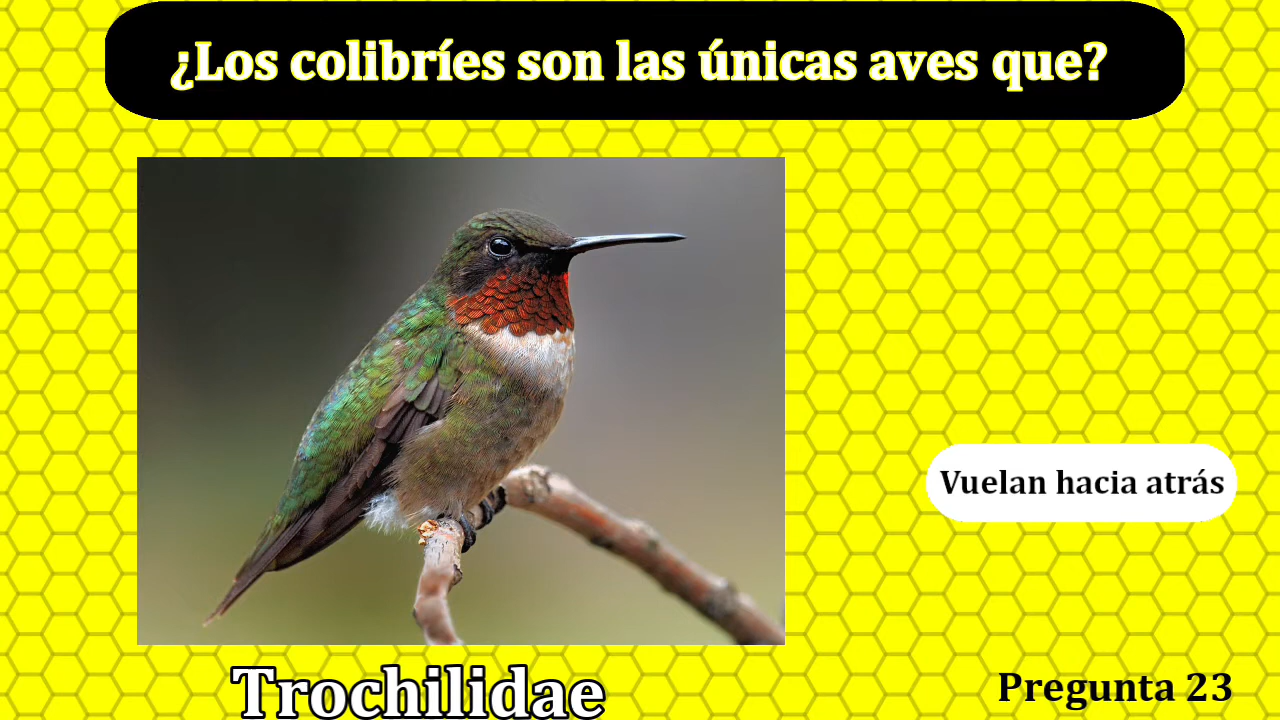 ¿Los colibríes son las únicas aves que?
Vuelan hacia atrás
Trochilidae
Pregunta 23